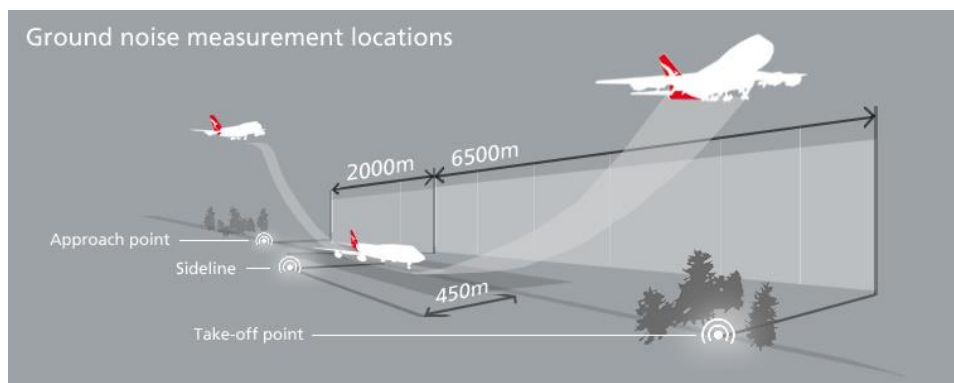 Ground noise measurement locations
2000m
6500m
Approach point
Sideline
450m
Take-off point